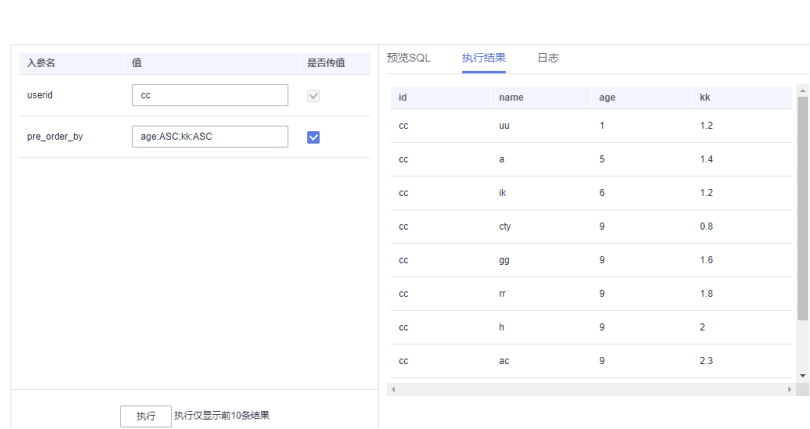 入参名 值 是否传值
userid cc
pre_order_by age:ASC;kk:ASC
执行 执行仅显示前10条结果
预览SQL 执行结果 日志
id name age kk
cc uu 1 1.2
cc a 5 1.4
cc ik 6 1.2
cc cty 9 0.8
cc gg 9 1.6
cc rr 9 1.8
cc h 9 2
cc ac 9 2.3